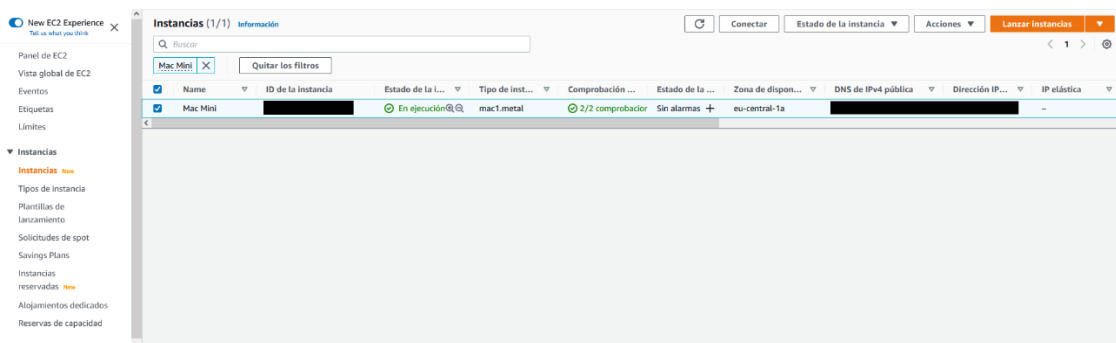 New EC2 Experience
Tell us what you think
Panel de EC2
Vista global de EC2
Eventos
Etiquetas
Límites
Instancias
Instancias New
Tipos de instancia
Plantillas de
lanzamiento
Solicitudes de spot
Savings Plans
Instancias
reservadas New
Alojamientos dedicados
Reservas de capacidad
Instancias (1/1) Información
Conectar Estado de la instancia Acciones Lanzar instancias
Buscar
1
Mac Mini Quitar los filtros
Name ID de la instancia Estado de la i... Tipo de inst... Comprobación ... Estado de la ... Zona de dispon... DNS de IPv4 pública Dirección IP... IP elástica
Mac Mini En ejecución mac1.metal 2/2 comprobacior Sin alarmas + eu-central-1a –